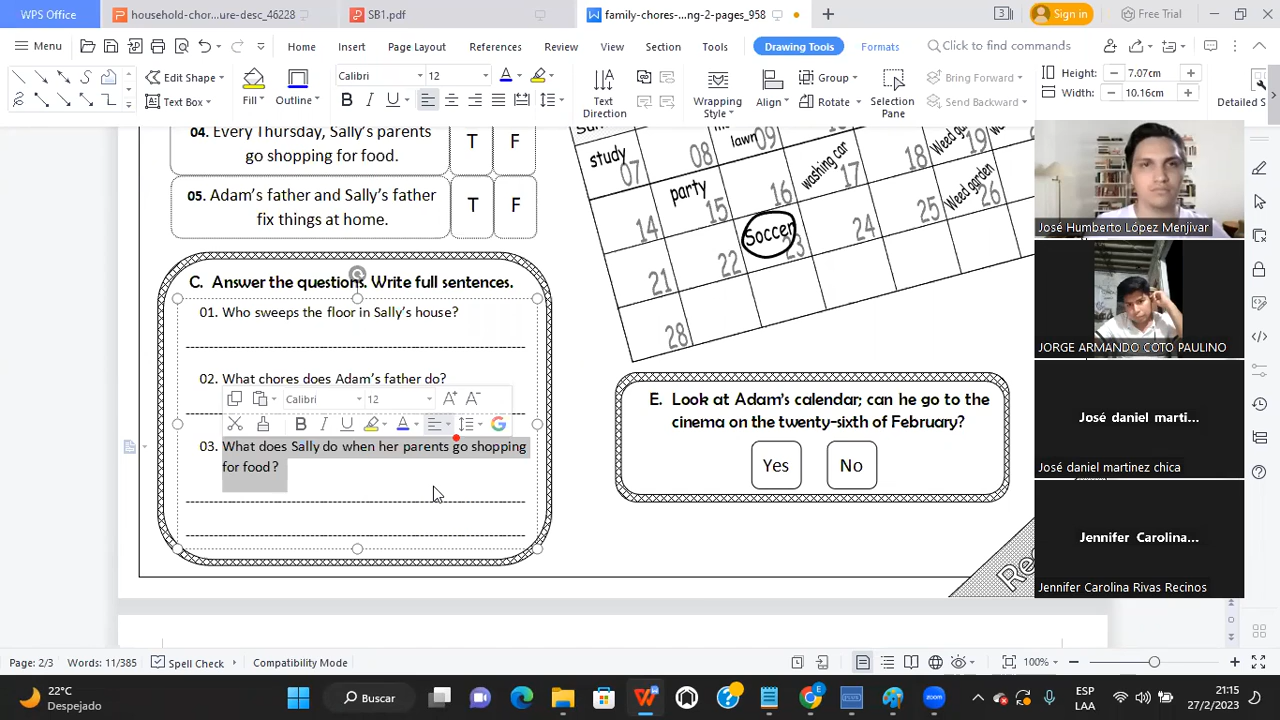 WPS Office
household-chor...ure-desc_46228
SB1.pdf
family-chores-...ng-2-pages_958
3
Sign in
Free Trial
Menu
Home
Insert
Page Layout
References
Review
View
Section
Tools
Drawing Tools
Formats
Click to find commands
Edit Shape
Text Box
Fill
Outline
Calibri
12
Text
Direction
Wrapping
Style
Align
Group
Rotate
Selection
Pane
Bring Forward
Send Backward
Height: 7.07cm
Width: 10.16cm
Detailed S
04. Every Thursday, Sally's parents
go shopping for food.
T F
05. Adam's father and Sally's father
fix things at home.
T F
C. Answer the questions. Write full sentences.
01. Who sweeps the floor in Sally's house?
02. What chores does Adam's father do?
Calibri 12
03. What does Sally do when her parents go shopping
for food?
study
lawn
washing car
party
Soccer
Weed garden
07 08 09
14 15 16 17 18 19
21 22 23 24 25 26
28
E. Look at Adam's calendar; can he go to the
cinema on the twenty-sixth of February?
Yes No
José Humberto López Menjivar
JORGE ARMANDO COTO PAULINO
José daniel marti...
José daniel martinez chica
Jennifer Carolina...
Jennifer Carolina Rivas Recinos
Page: 2/3
Words: 11/385
Spell Check
Compatibility Mode
100%
22°C
Despejado
Buscar
ESP
LAA
21:15
27/2/2023